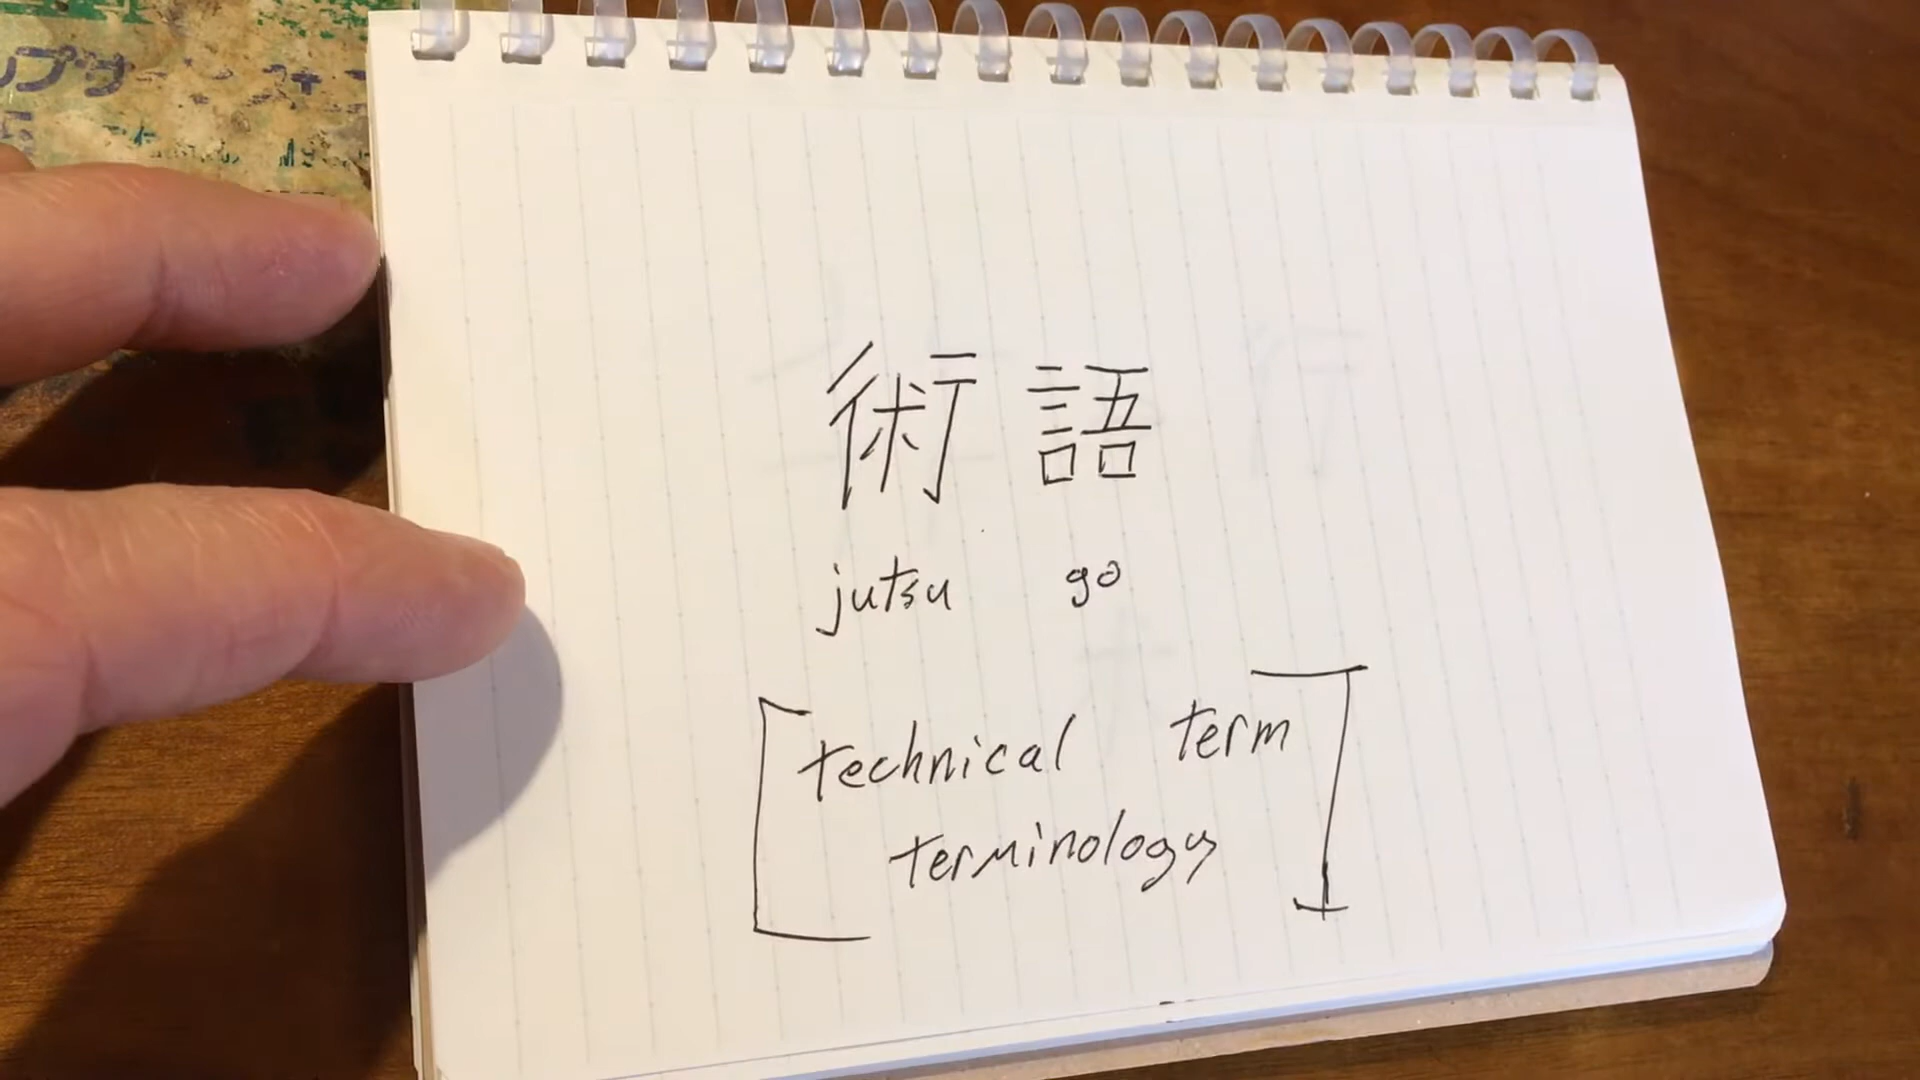 術語
jutsu go
technical term
terminology